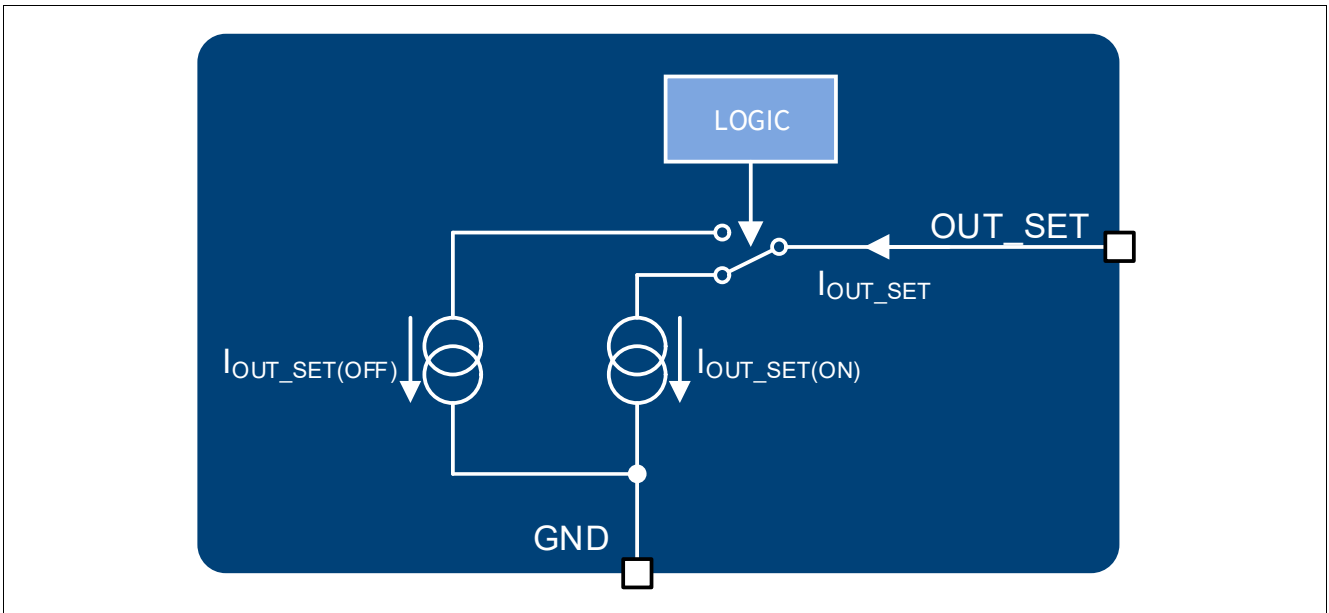 LOGIC
OUT_SET
IOUT_SET
IOUT_SET(OFF)
IOUT_SET(ON)
GND